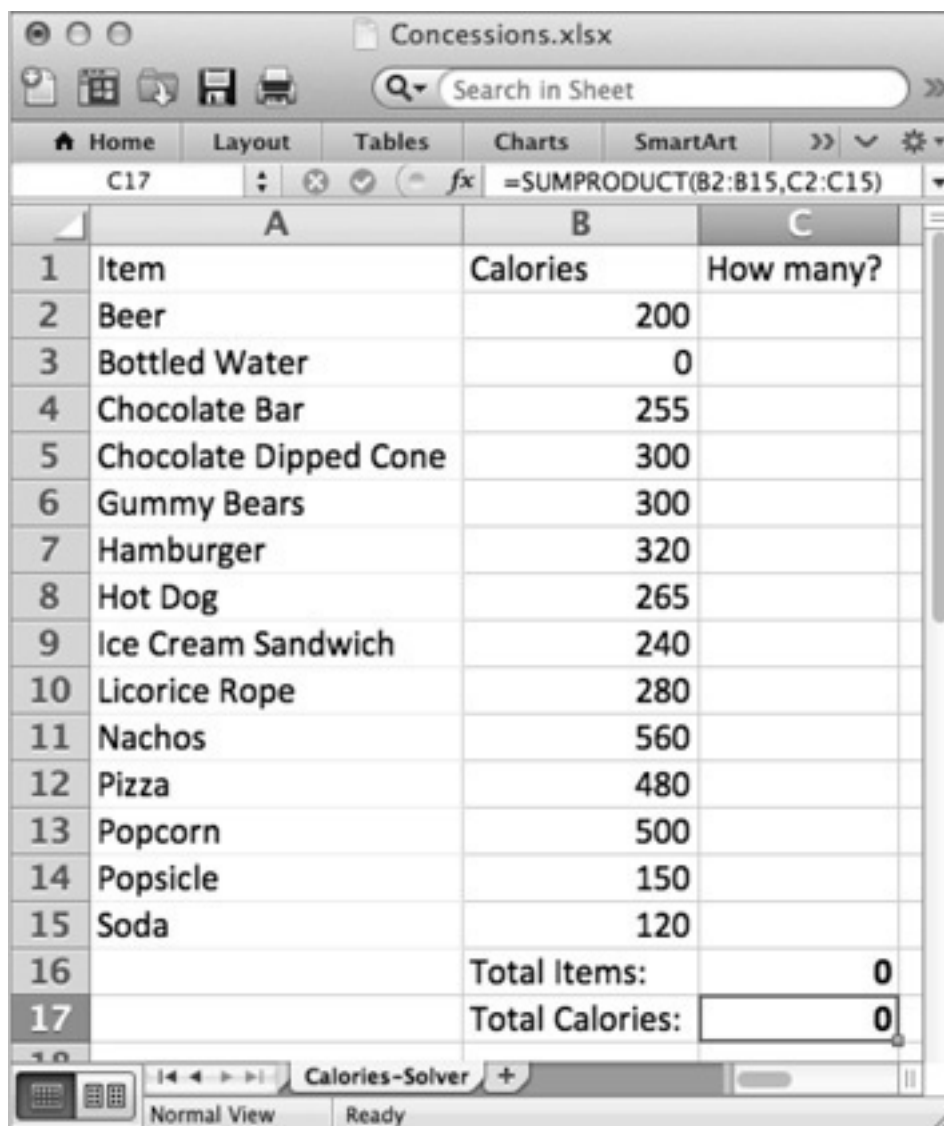 Concessions.xlsx
Search in Sheet
Home Layout Tables Charts SmartArt
C17 fx =SUMPRODUCT(B2:B15,C2:C15)
A B C
1 Item Calories How many?
2 Beer 200
3 Bottled Water 0
4 Chocolate Bar 255
5 Chocolate Dipped Cone 300
6 Gummy Bears 300
7 Hamburger 320
8 Hot Dog 265
9 Ice Cream Sandwich 240
10 Licorice Rope 280
11 Nachos 560
12 Pizza 480
13 Popcorn 500
14 Popsicle 150
15 Soda 120
16 Total Items: 0
17 Total Calories: 0
Calories-Solver +
Normal View Ready